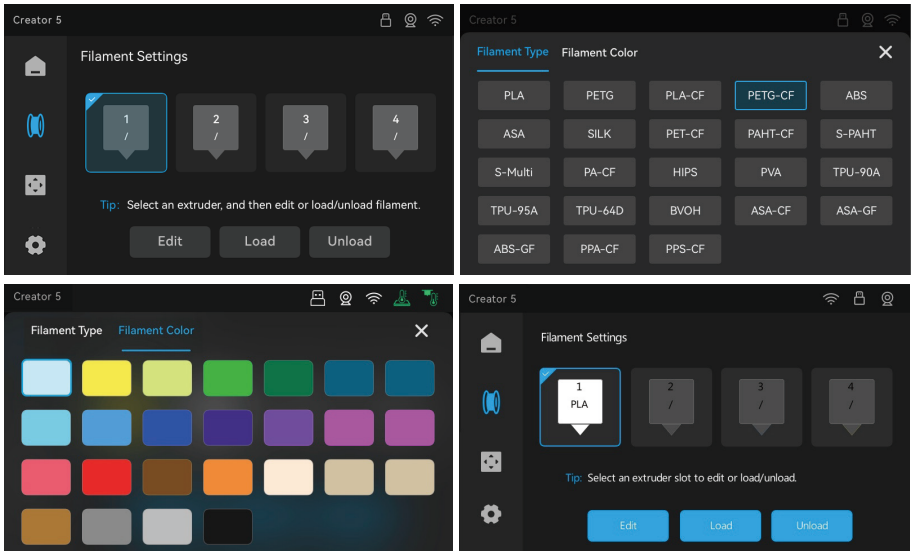 Creator 5
Filament Settings
1 2 3 4
/ / / /
Tip: Select an extruder, and then edit or load/unload filament.
Edit Load Unload
Creator 5
Filament Type Filament Color
PLA PETG PLA-CF PETG-CF ABS
ASA SILK PET-CF PAHT-CF S-PAHT
S-Multi PA-CF HIPS PVA TPU-90A
TPU-95A TPU-64D BVOH ASA-CF ASA-GF
ABS-GF PPA-CF PPS-CF
Creator 5
Filament Type Filament Color
Creator 5
Filament Settings
1 2 3 4
PLA / / /
Tip: Select an extruder slot to edit or load/unload.
Edit Load Unload